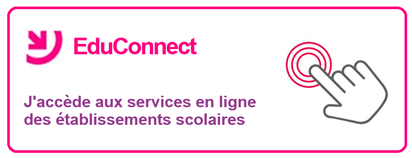 EduConnect
J'accède aux services en ligne
des établissements scolaires